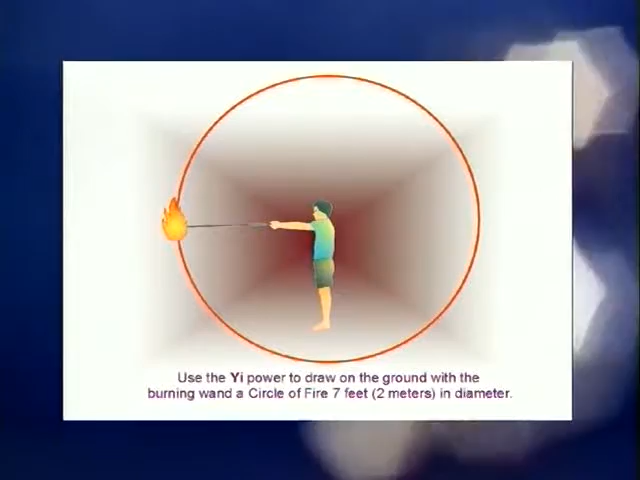 Use the Yi power to draw on the ground with the
burning wand a Circle of Fire 7 feet (2 meters) in diameter.